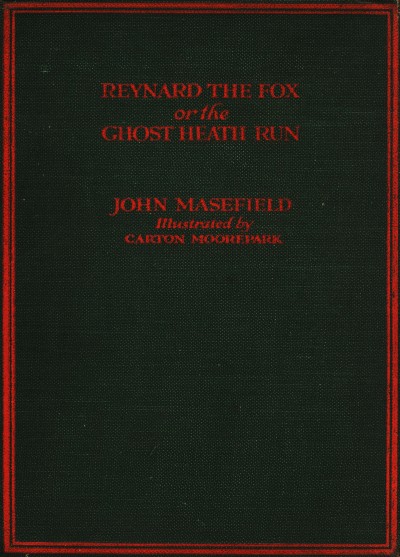 REYNARD THE FOX
or the
GHOST HEATH RUN
JOHN MASEFIELD
Illustrated by
CARTON MOOREPARK